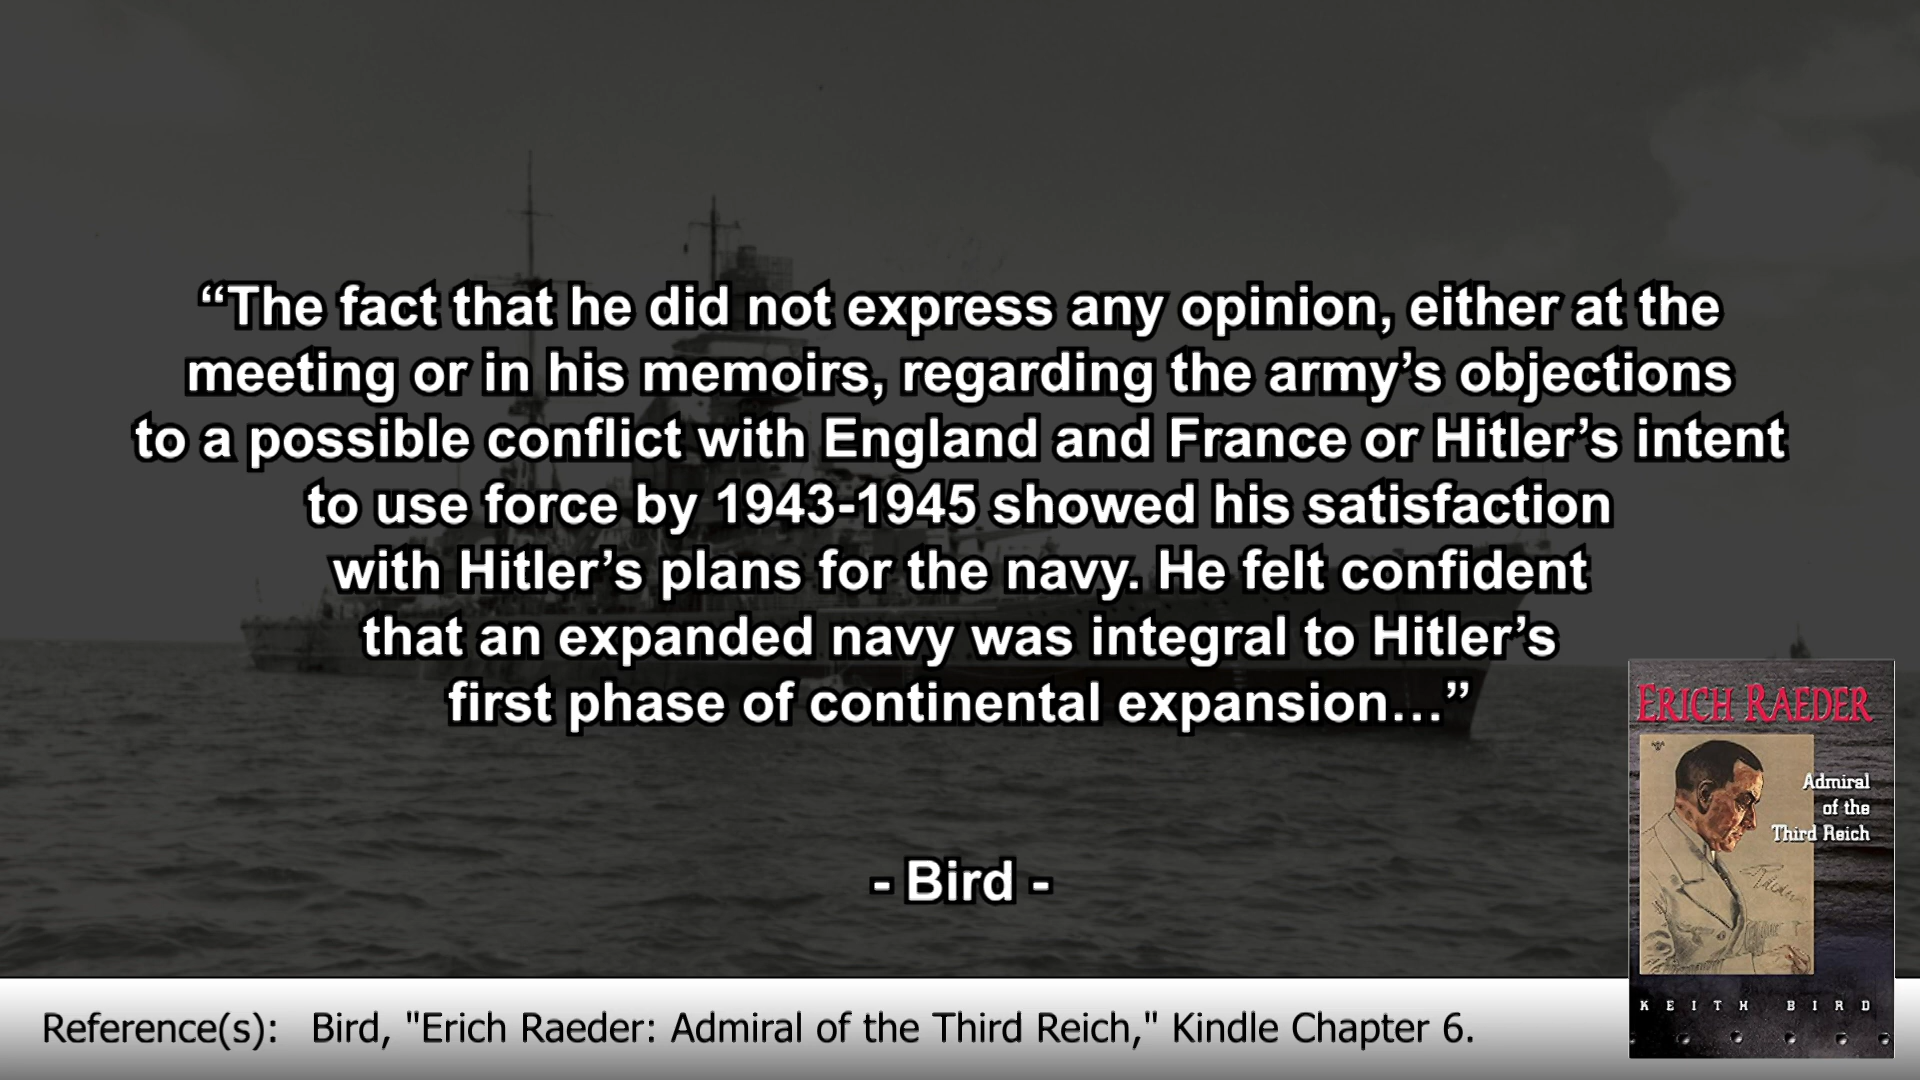 “The fact that he did not express any opinion, either at the
meeting or in his memoirs, regarding the army’s objections
to a possible conflict with England and France or Hitler’s intent
to use force by 1943-1945 showed his satisfaction
with Hitler’s plans for the navy. He felt confident
that an expanded navy was integral to Hitler’s
first phase of continental expansion…”
- Bird -
ERICH RAEDER
Admiral
of the
Third Reich
Raeder
KEITH BIRD
Reference(s): Bird, "Erich Raeder: Admiral of the Third Reich," Kindle Chapter 6.